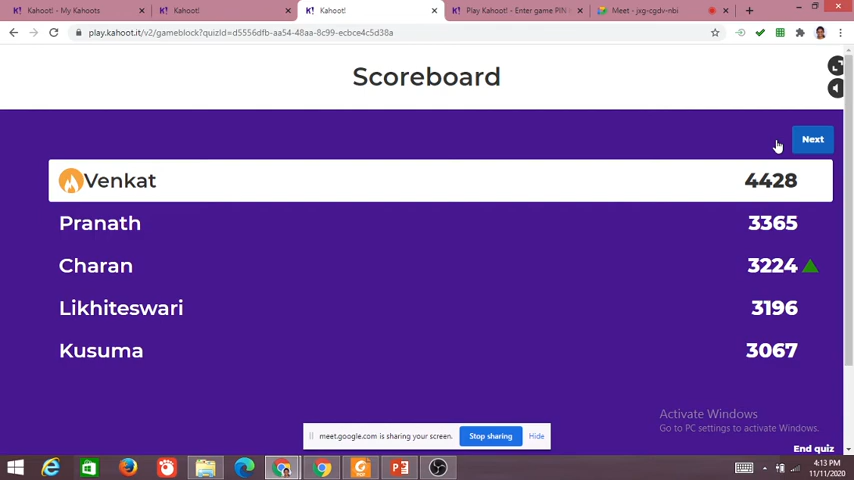 Kahoot! - My Kahoots
Kahoot!
Kahoot!
Play Kahoot! - Enter game PIN
Meet - jxg-cgdv-nbi
play.kahoot.it/v2/gameblock?quizId=d5556dfb-aa54-48aa-8c99-ecbce4c5d38a
Scoreboard
Next
Venkat 4428
Pranath 3365
Charan 3224
Likhiteswari 3196
Kusuma 3067
Activate Windows
Go to PC settings to activate Windows.
meet.google.com is sharing your screen. Stop sharing Hide
End quiz
4:13 PM
11/11/2020